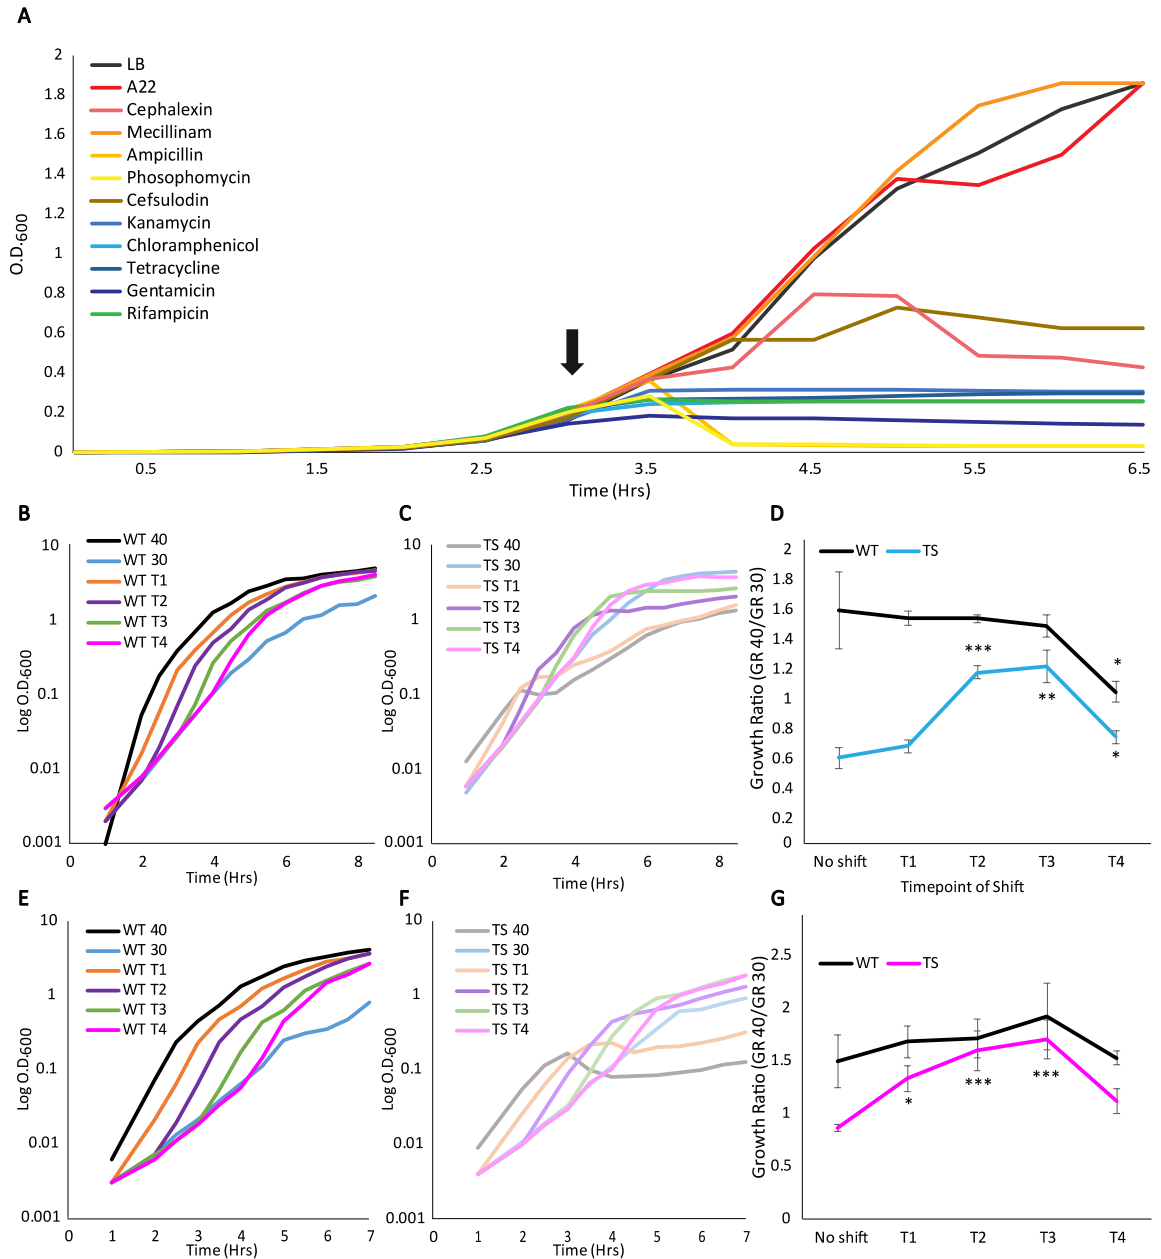 A
2
1.8
1.6
1.4
1.2
1
0.8
0.6
0.4
0.2
0
O.D.600
LB
A22
Cephalexin
Mecillinam
Ampicillin
Phosophomycin
Cefsulodin
Kanamycin
Chloramphenicol
Tetracycline
Gentamicin
Rifampicin
0.5 1.5 2.5 3.5 4.5 5.5 6.5
Time (Hrs)
B
10
1
0.1
0.01
0.001
Log O.D.600
WT 40
WT 30
WT T1
WT T2
WT T3
WT T4
0 2 4 6 8
Time (Hrs)
C
10
1
0.1
0.01
0.001
Log O.D.600
TS 40
TS 30
TS T1
TS T2
TS T3
TS T4
0 2 4 6 8
Time (Hrs)
D
2
1.8
1.6
1.4
1.2
1
0.8
0.6
0.4
0.2
0
Growth Ratio (GR 40/GR 30)
WT TS
***
**
*
*
No shift T1 T2 T3 T4
Timepoint of Shift
E
10
1
0.1
0.01
0.001
Log O.D.600
WT 40
WT 30
WT T1
WT T2
WT T3
WT T4
0 1 2 3 4 5 6 7
Time (Hrs)
F
10
1
0.1
0.01
0.001
Log O.D.600
TS 40
TS 30
TS T1
TS T2
TS T3
TS T4
0 1 2 3 4 5 6 7
Time (Hrs)
G
2.5
2
1.5
1
0.5
0
Growth Ratio (GR 40/GR 30)
WT TS
*
***
***
No shift T1 T2 T3 T4